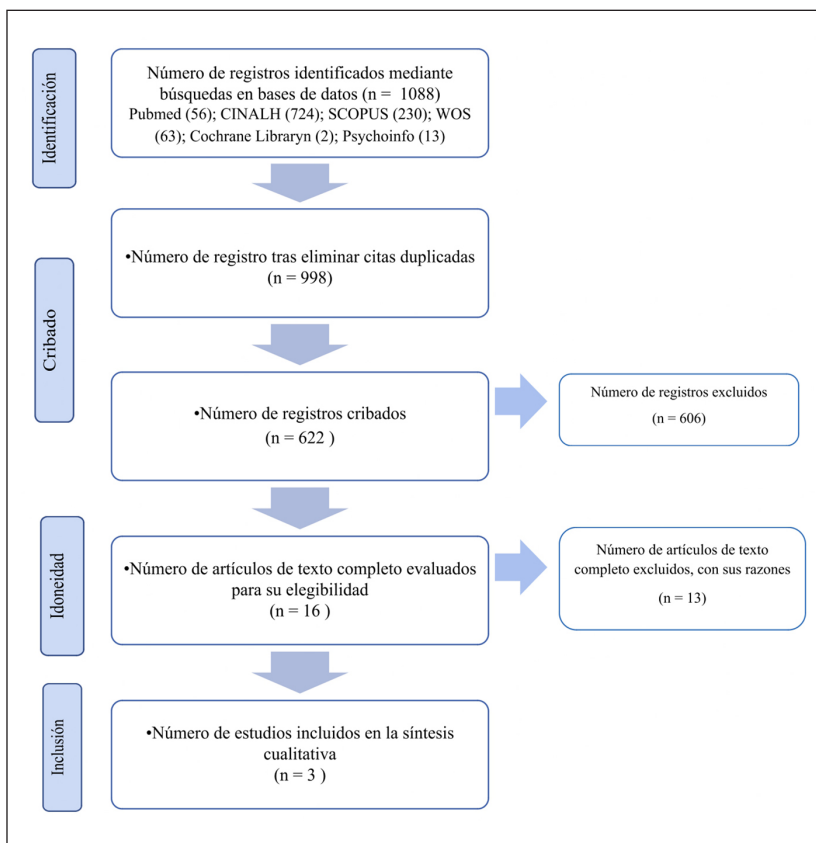 Identificación
Número de registros identificados mediante
búsquedas en bases de datos (n = 1088)
Pubmed (56); CINALH (724); SCOPUS (230); WOS
(63); Cochrane Libraryn (2); Psychoinfo (13)
Cribado
•Número de registro tras eliminar citas duplicadas
(n = 998)
•Número de registros cribados
(n = 622 )
Número de registros excluidos
(n = 606)
Idoneidad
•Número de artículos de texto completo evaluados
para su elegibilidad
(n = 16 )
Número de artículos de texto
completo excluidos, con sus razones
(n = 13)
Inclusión
•Número de estudios incluidos en la síntesis
cualitativa
(n = 3 )